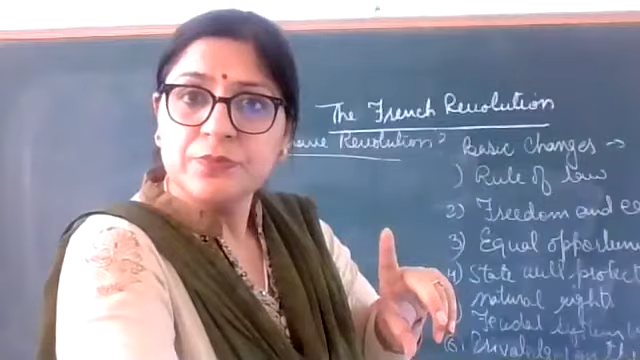 The French Revolution
Revolution?
Basic Changes →
1) Rule of law
2) Freedom and
3) Equal
4) State will protect
natural rights
Feudal system